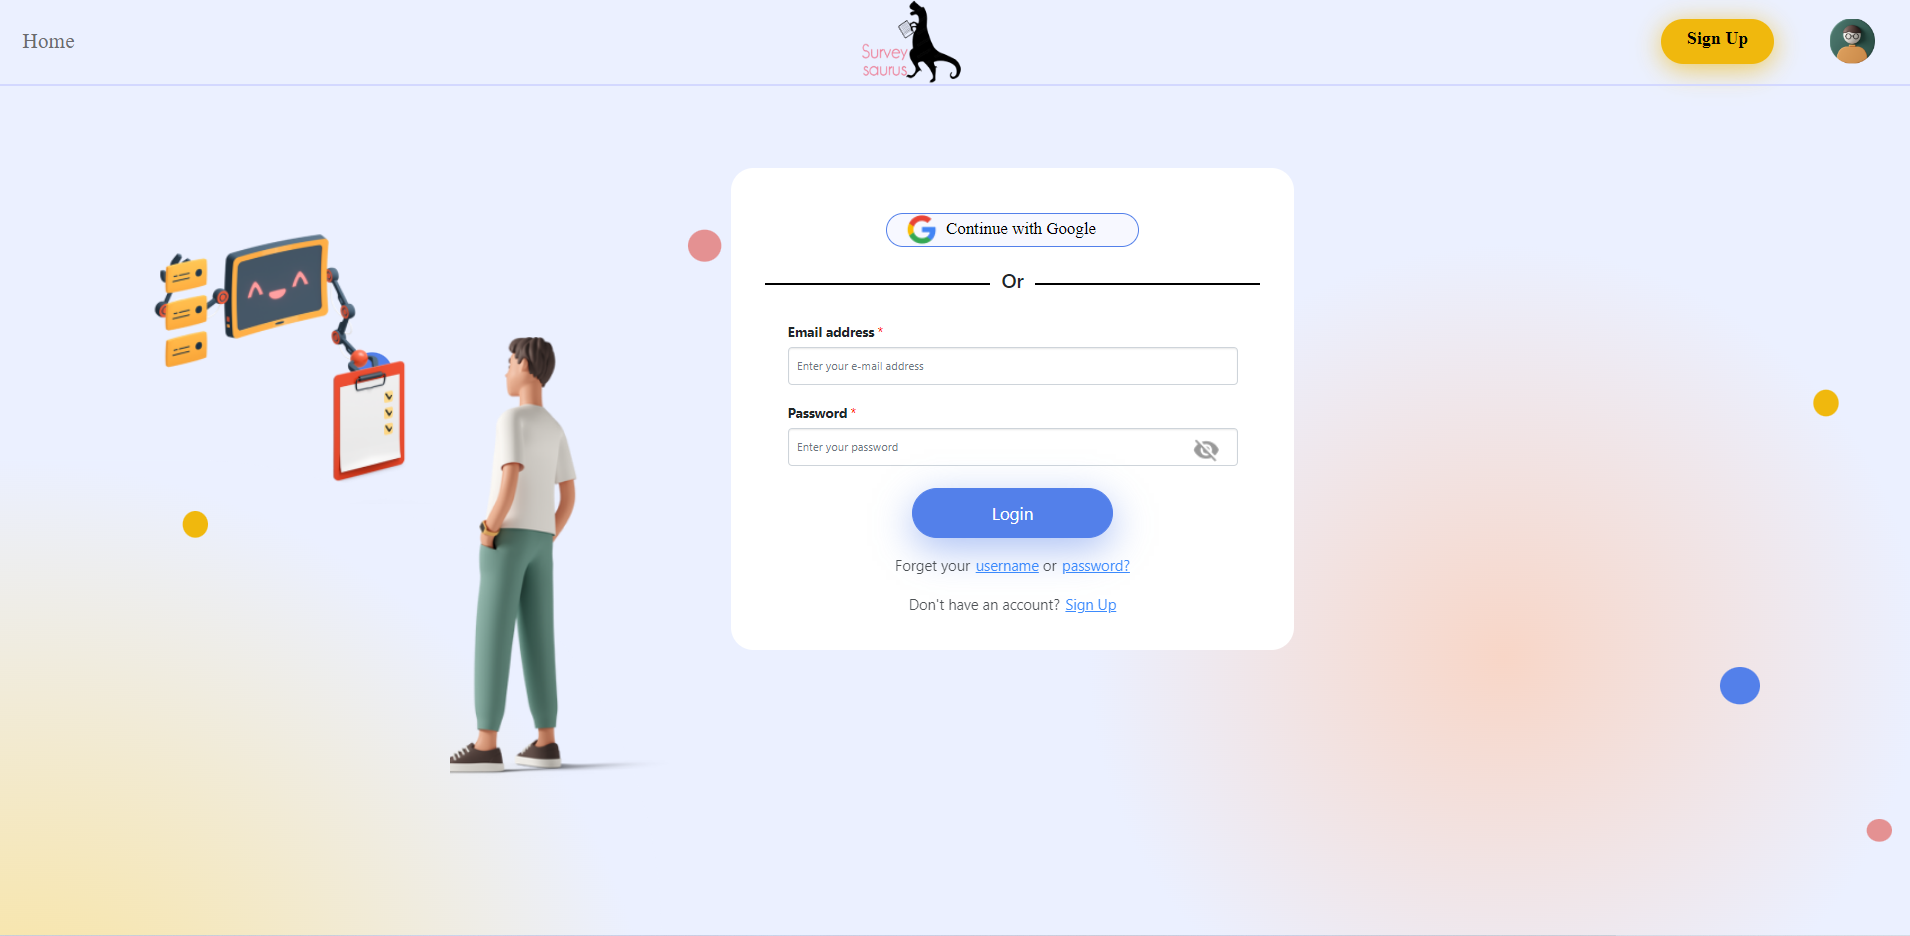 Home
Survey
saurus
Sign Up
Continue with Google
Or
Email address *
Enter your e-mail address
Password *
Enter your password
Login
Forget your username or password?
Don't have an account? Sign Up